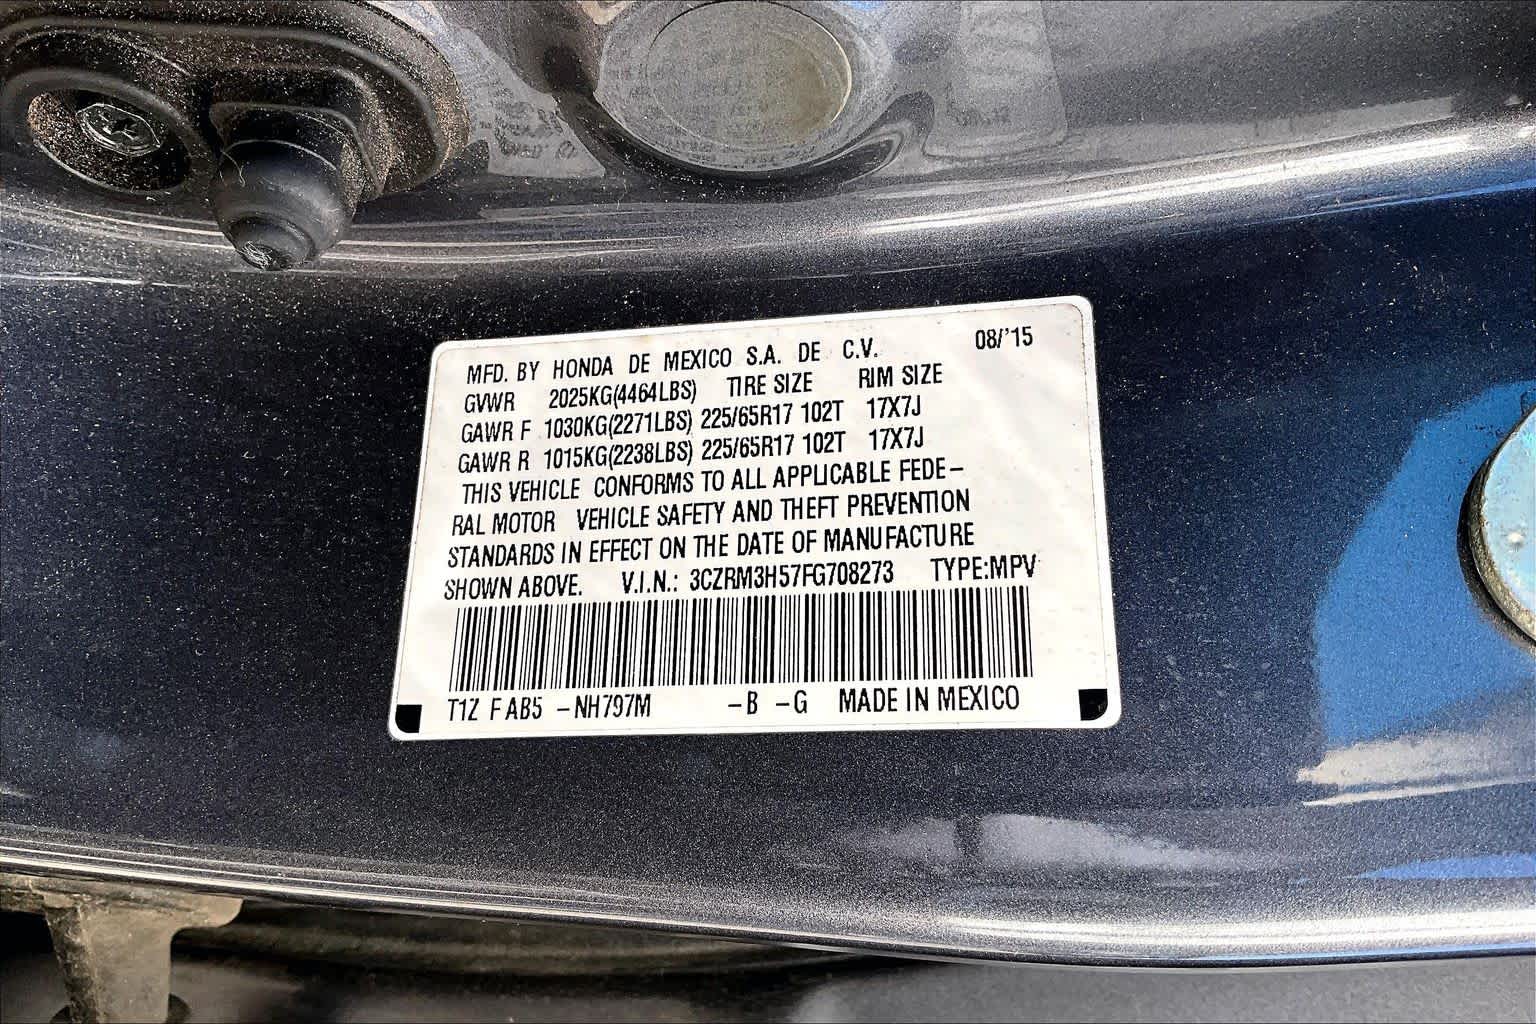 MFD. BY HONDA DE MEXICO S.A. DE C.V. 08/'15
GVWR 2025KG(4464LBS) TIRE SIZE RIM SIZE
GAWR F 1030KG(2271LBS) 225/65R17 102T 17X7J
GAWR R 1015KG(2238LBS) 225/65R17 102T 17X7J
THIS VEHICLE CONFORMS TO ALL APPLICABLE FEDE-
RAL MOTOR VEHICLE SAFETY AND THEFT PREVENTION
STANDARDS IN EFFECT ON THE DATE OF MANUFACTURE
SHOWN ABOVE. V.I.N.: 3CZRM3H57FG708273 TYPE:MPV
T1Z F AB5 -NH797M -B -G MADE IN MEXICO